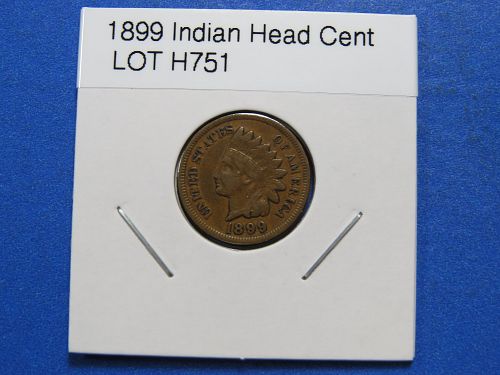 1899 Indian Head Cent
LOT H751
UNITED STATES OF AMERICA
1899